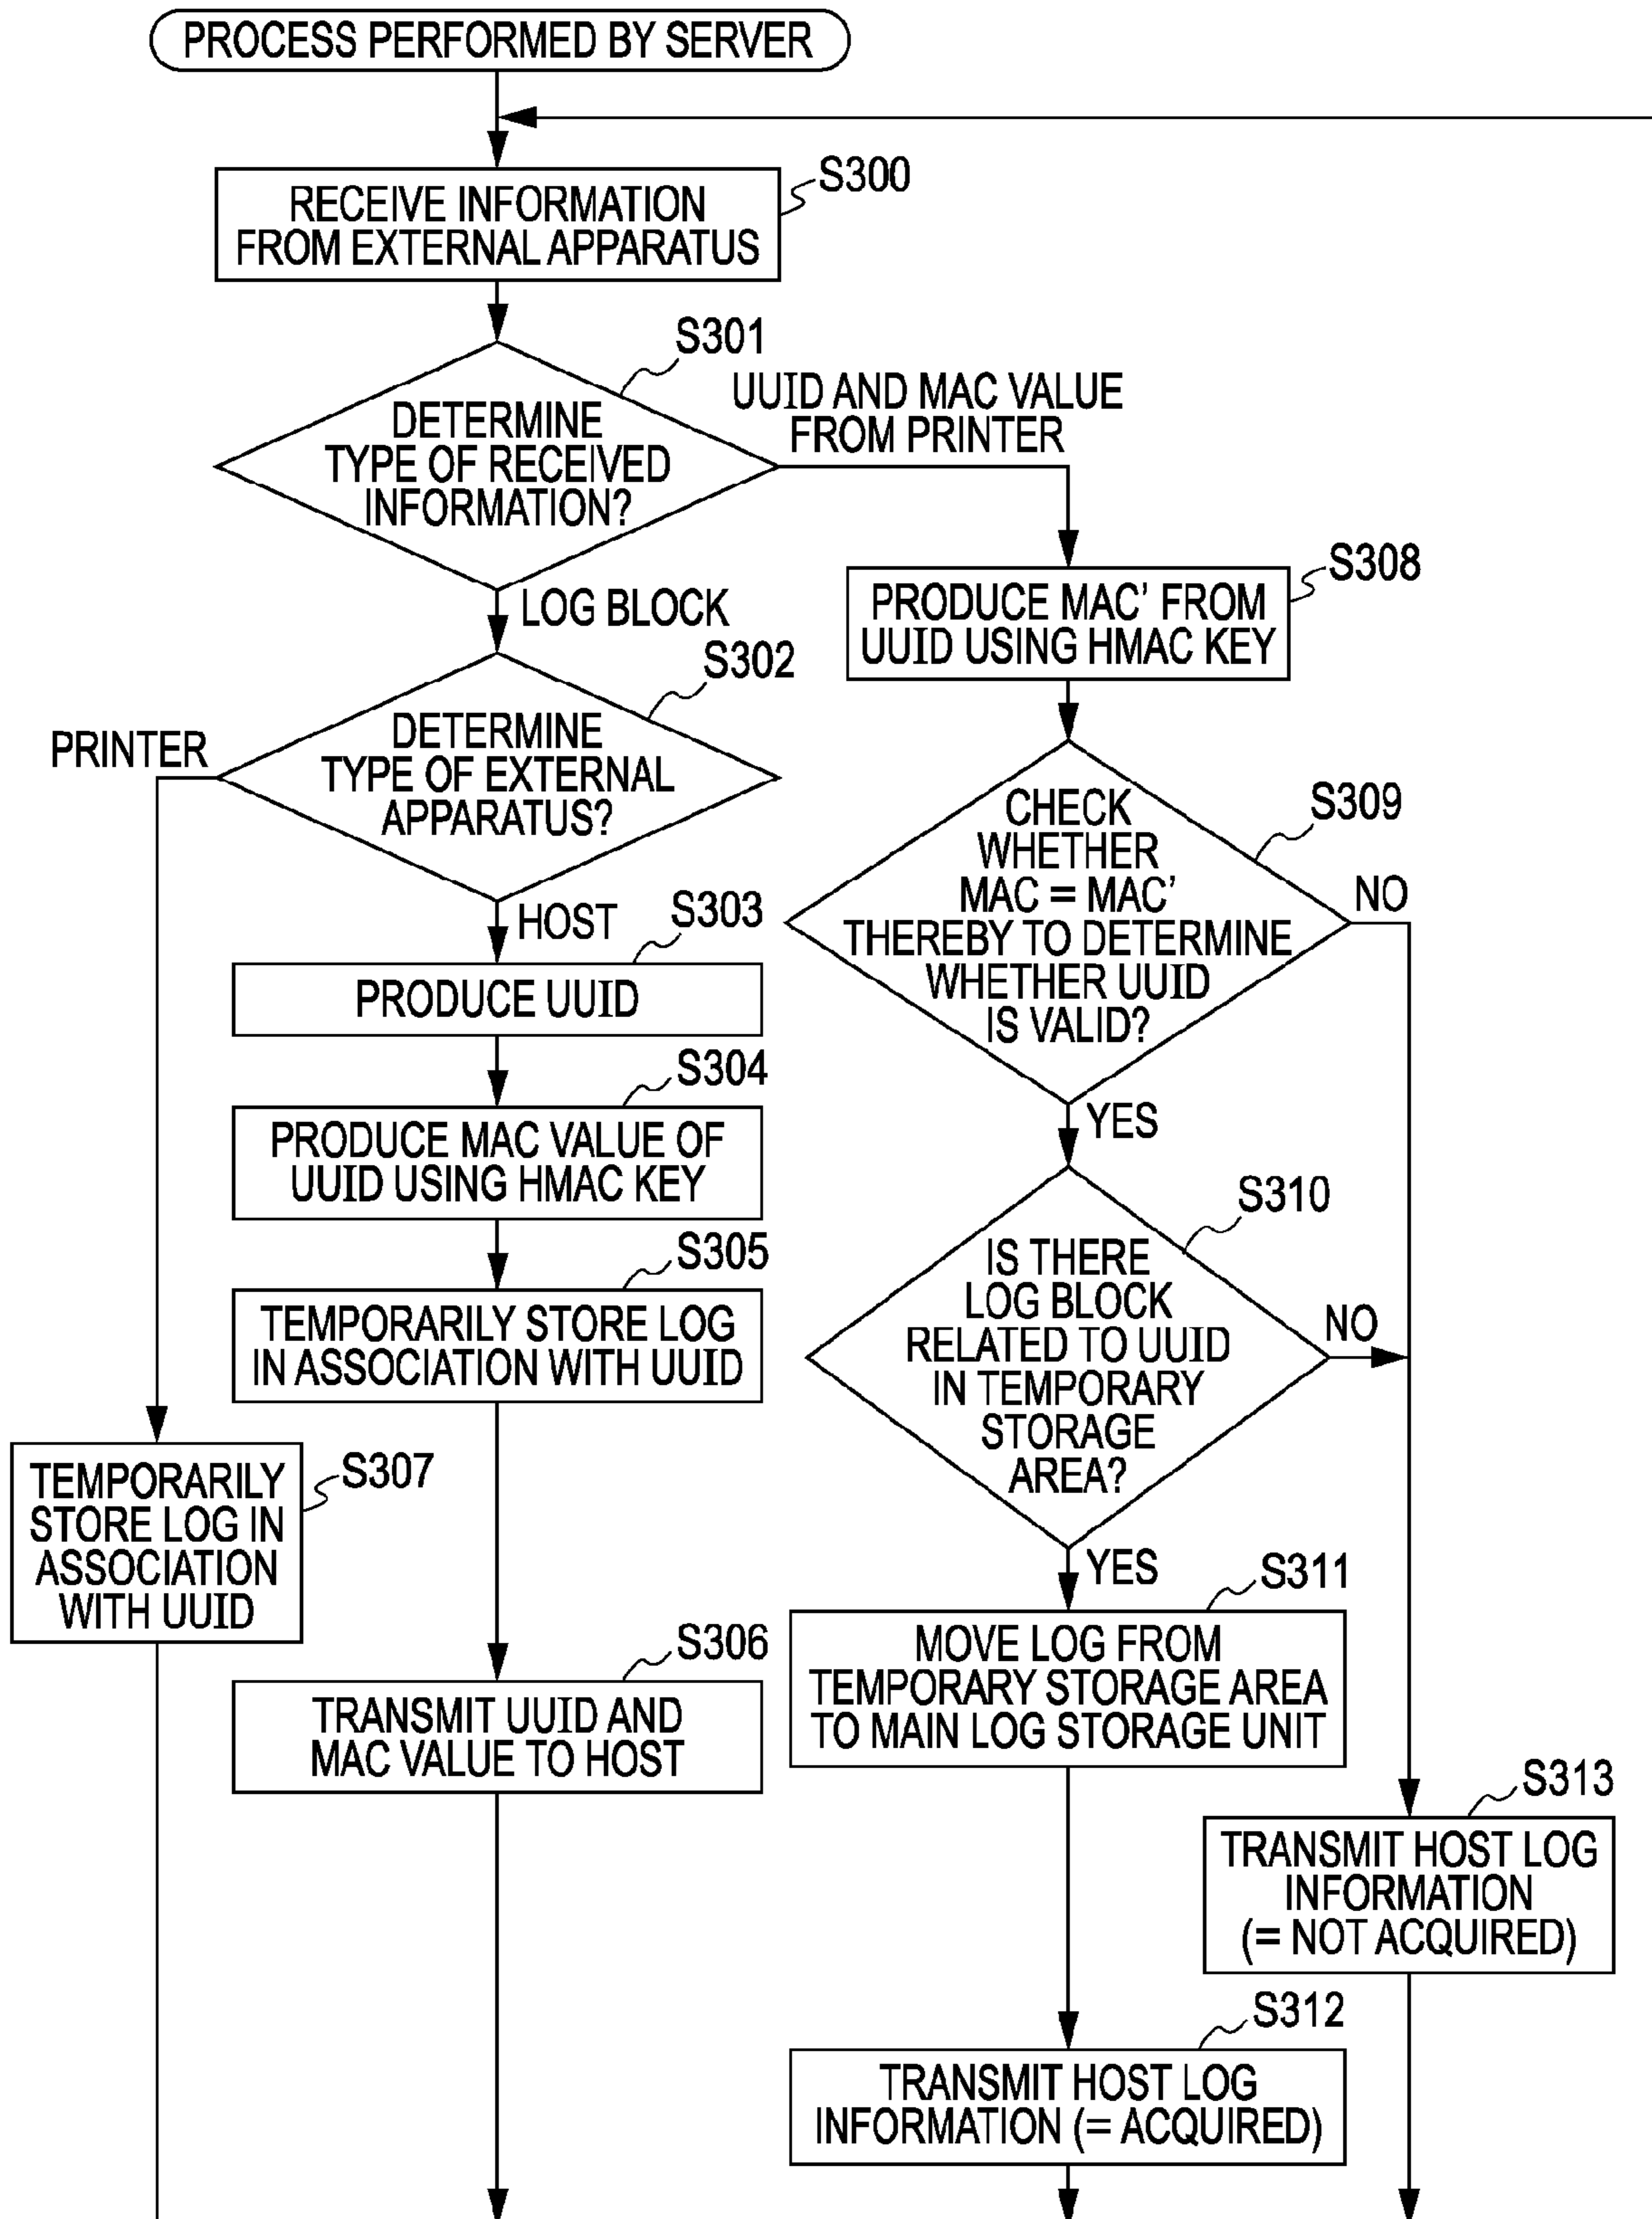 PROCESS PERFORMED BY SERVER
S300
RECEIVE INFORMATION
FROM EXTERNAL APPARATUS
S301
DETERMINE
TYPE OF RECEIVED
INFORMATION?
UUID AND MAC VALUE
FROM PRINTER
LOG BLOCK
S302
DETERMINE
TYPE OF EXTERNAL
APPARATUS?
PRINTER
HOST
S303
PRODUCE UUID
S304
PRODUCE MAC VALUE OF
UUID USING HMAC KEY
S305
TEMPORARILY STORE LOG
IN ASSOCIATION WITH UUID
S307
TEMPORARILY
STORE LOG IN
ASSOCIATION
WITH UUID
S306
TRANSMIT UUID AND
MAC VALUE TO HOST
S308
PRODUCE MAC' FROM
UUID USING HMAC KEY
S309
CHECK
WHETHER
MAC = MAC'
THEREBY TO DETERMINE
WHETHER UUID
IS VALID?
NO
YES
S310
IS THERE
LOG BLOCK
RELATED TO UUID
IN TEMPORARY
STORAGE
AREA?
NO
YES
S311
MOVE LOG FROM
TEMPORARY STORAGE AREA
TO MAIN LOG STORAGE UNIT
S313
TRANSMIT HOST LOG
INFORMATION
(= NOT ACQUIRED)
S312
TRANSMIT HOST LOG
INFORMATION (= ACQUIRED)